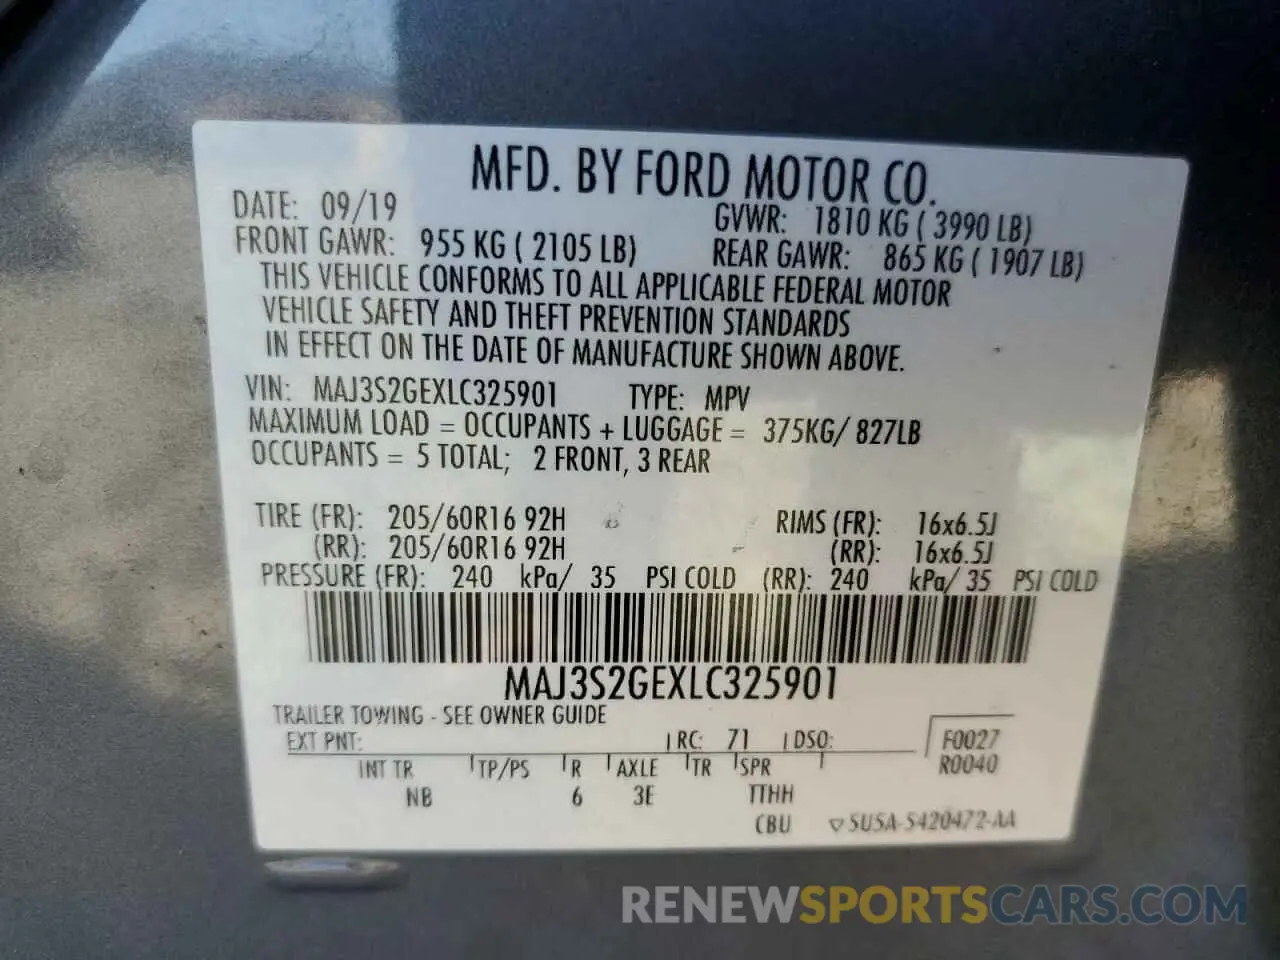 MFD. BY FORD MOTOR CO.
DATE: 09/19 GVWR: 1810 KG ( 3990 LB)
FRONT GAWR: 955 KG ( 2105 LB) REAR GAWR: 865 KG ( 1907 LB)
THIS VEHICLE CONFORMS TO ALL APPLICABLE FEDERAL MOTOR
VEHICLE SAFETY AND THEFT PREVENTION STANDARDS
IN EFFECT ON THE DATE OF MANUFACTURE SHOWN ABOVE.
VIN: MAJ3S2GEXLC325901 TYPE: MPV
MAXIMUM LOAD = OCCUPANTS + LUGGAGE = 375KG/ 827LB
OCCUPANTS = 5 TOTAL; 2 FRONT, 3 REAR
TIRE (FR): 205/60R16 92H RIMS (FR): 16x6.5J
(RR): 205/60R16 92H (RR): 16x6.5J
PRESSURE (FR): 240 kPa/ 35 PSI COLD (RR): 240 kPa/ 35 PSI COLD
MAJ3S2GEXLC325901
TRAILER TOWING - SEE OWNER GUIDE
EXT PNT: RC: 71 DSO: F0027
INT TR TP/PS R AXLE TR SPR R0040
NB 6 3E TTHH
CBU ▽5U5A-5420472-AA
RENEWSPORTSCARS.COM